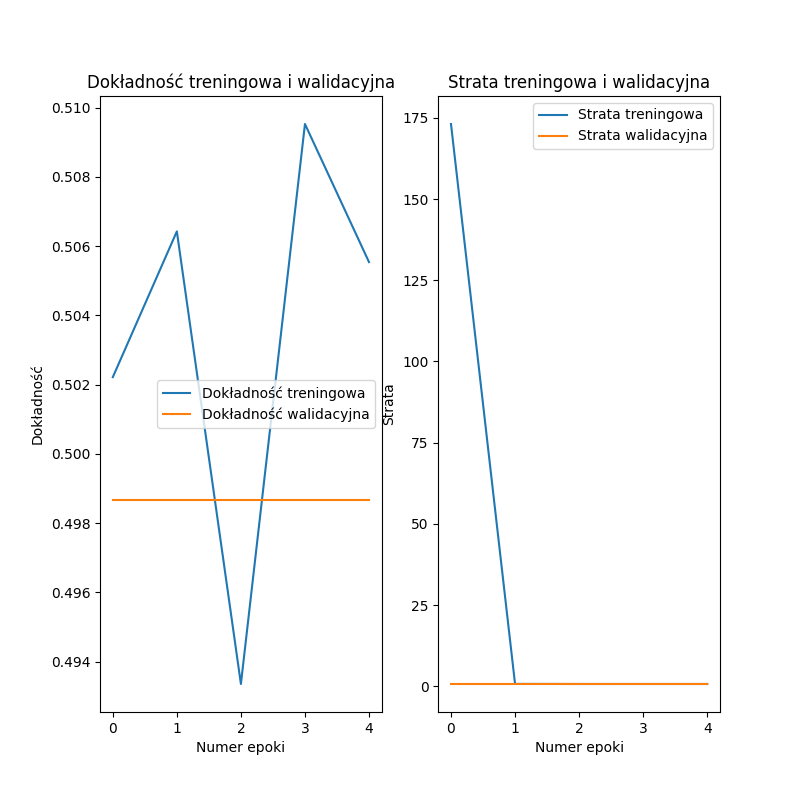 Dokładność treningowa i walidacyjna
0.510
0.508
0.506
0.504
0.502
0.500
0.498
0.496
0.494
Dokładność
Dokładność treningowa
Dokładność walidacyjna
0 1 2 3 4
Numer epoki
Strata treningowa i walidacyjna
175
150
125
100
75
50
25
0
Strata
Strata treningowa
Strata walidacyjna
0 1 2 3 4
Numer epoki